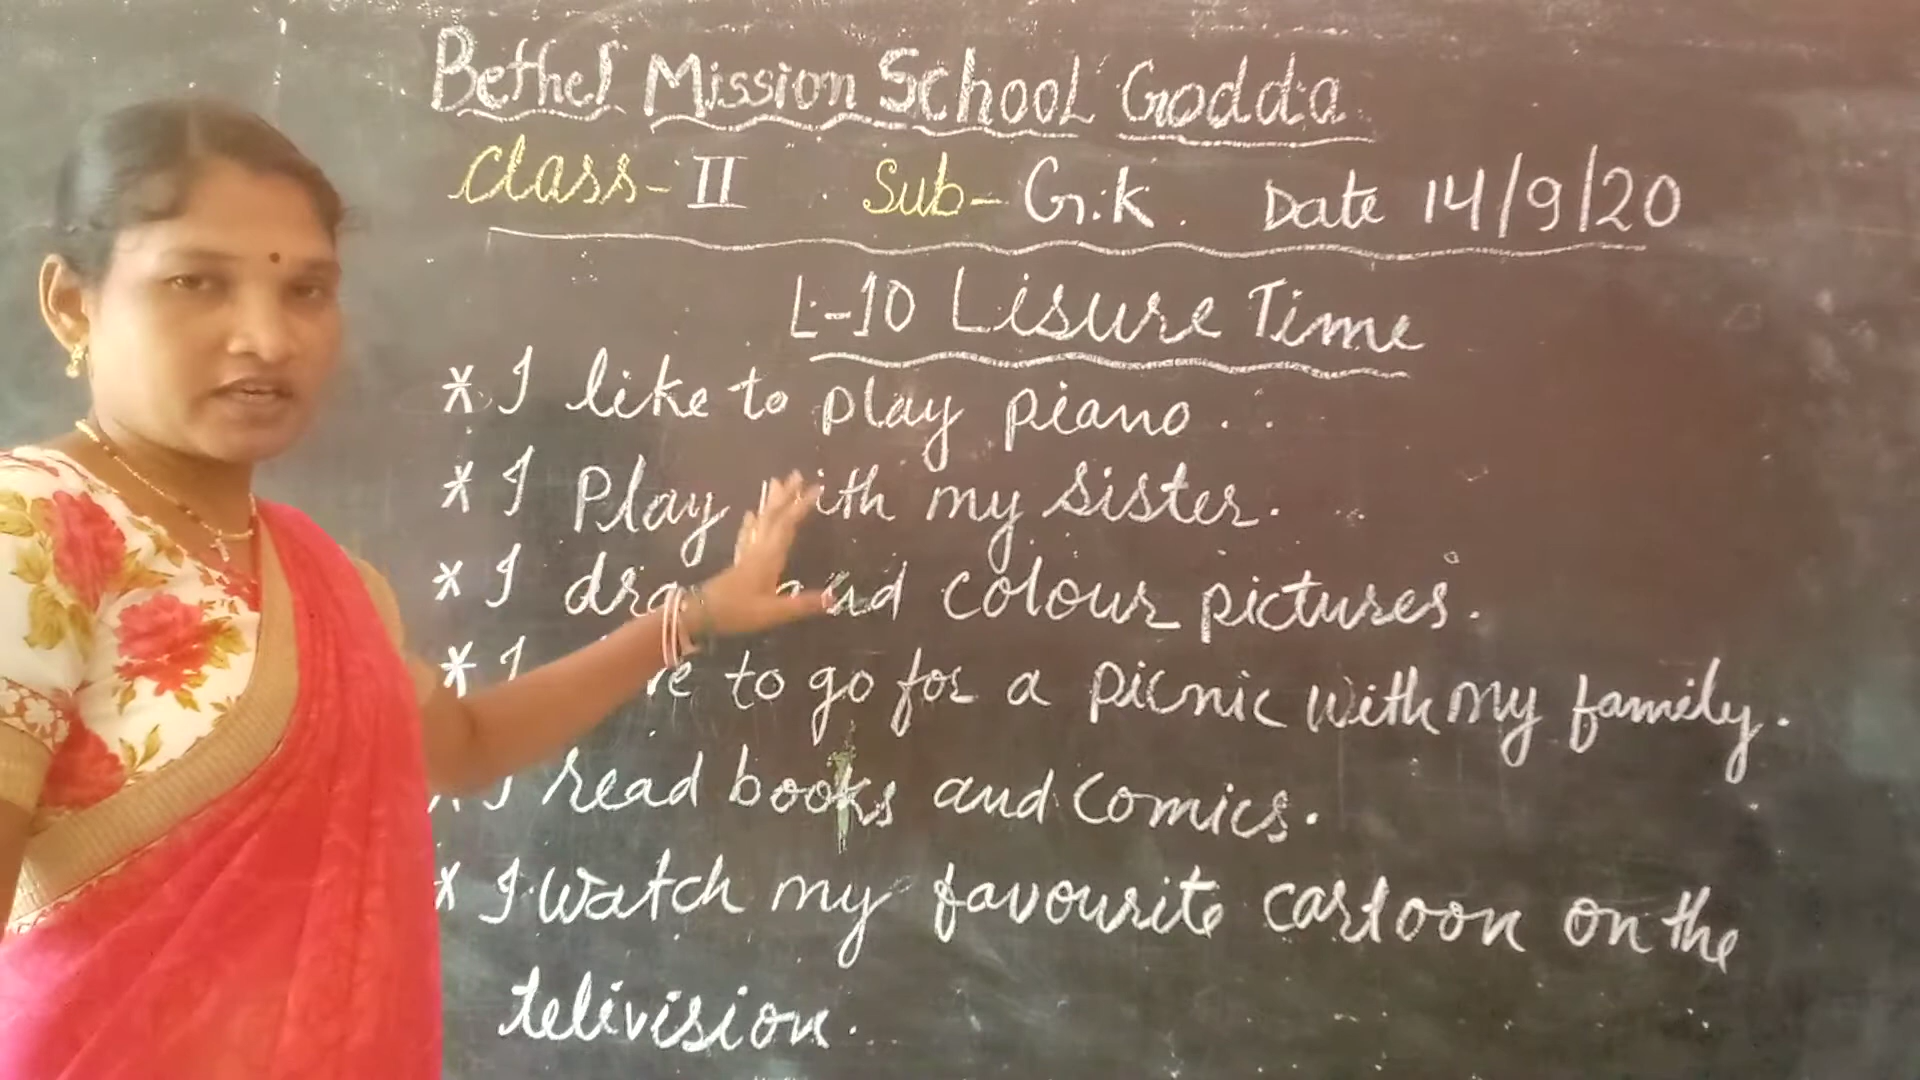 Bethel Mission School Godda
Class- II Sub- G.K. Date 14/9/20
L-10 Lisure Time
* I like to play piano.
* I Play with my sister.
* I draw and colour pictures.
* I to go for a picnic with my family.
* I read books and comics.
* I watch my favourite cartoon on the
telivision.